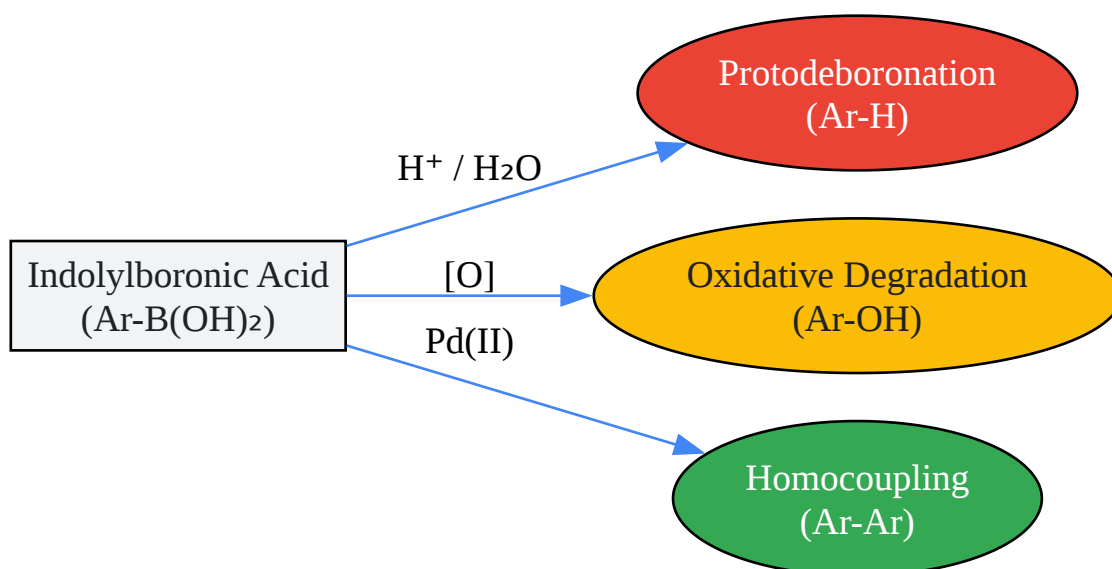 Indolylboronic Acid
(Ar-B(OH)₂)
H⁺ / H₂O
[O]
Pd(II)
Protodeboronation
(Ar-H)
Oxidative Degradation
(Ar-OH)
Homocoupling
(Ar-Ar)